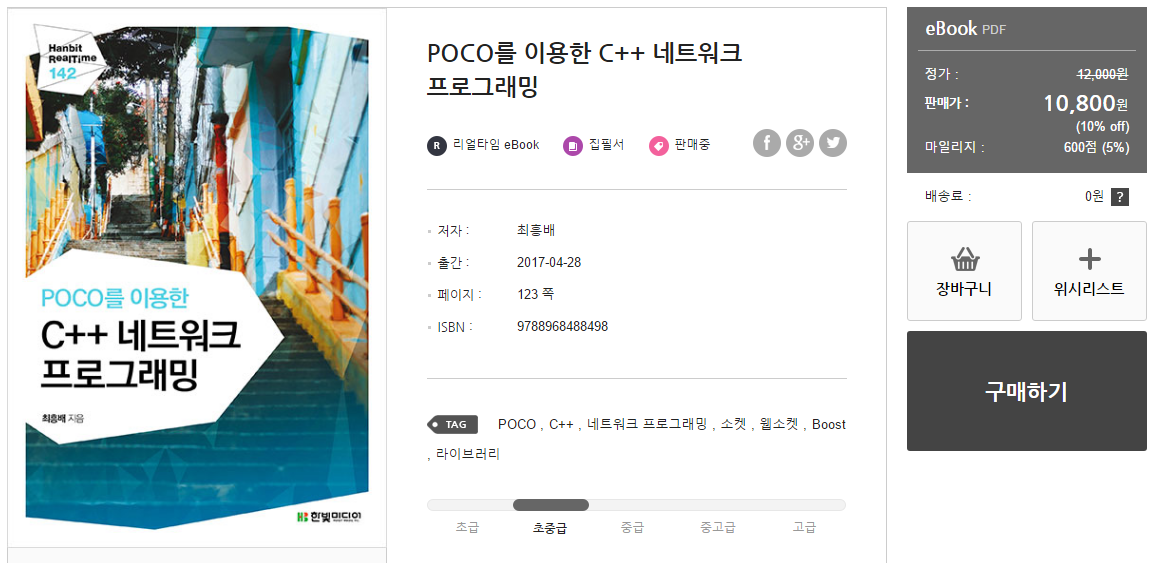 Hanbit
RealTime
142
POCO를 이용한
C++ 네트워크
프로그래밍
최흥배 지음
한빛미디어
POCO를 이용한 C++ 네트워크
프로그래밍
R 리얼타임 eBook 집필서 판매중
f g+
저자 : 최흥배
출간 : 2017-04-28
페이지 : 123 쪽
ISBN : 9788968488498
TAG POCO , C++ , 네트워크 프로그래밍 , 소켓 , 웹소켓 , Boost
, 라이브러리
초급 초중급 중급 중고급 고급
eBook PDF
정가 : 12,000원
판매가 : 10,800원
(10% off)
마일리지 : 600점 (5%)
배송료 : 0원 ?
장바구니 위시리스트
구매하기